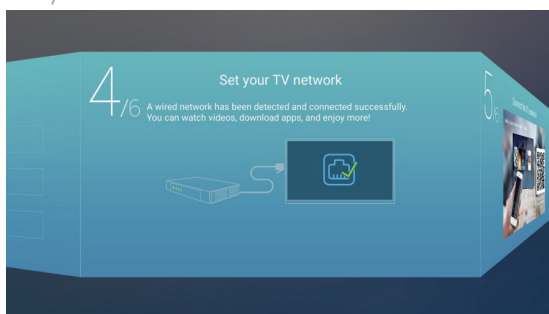 4/6
Set your TV network
A wired network has been detected and connected successfully.
You can watch videos, download apps, and enjoy more!
5/6